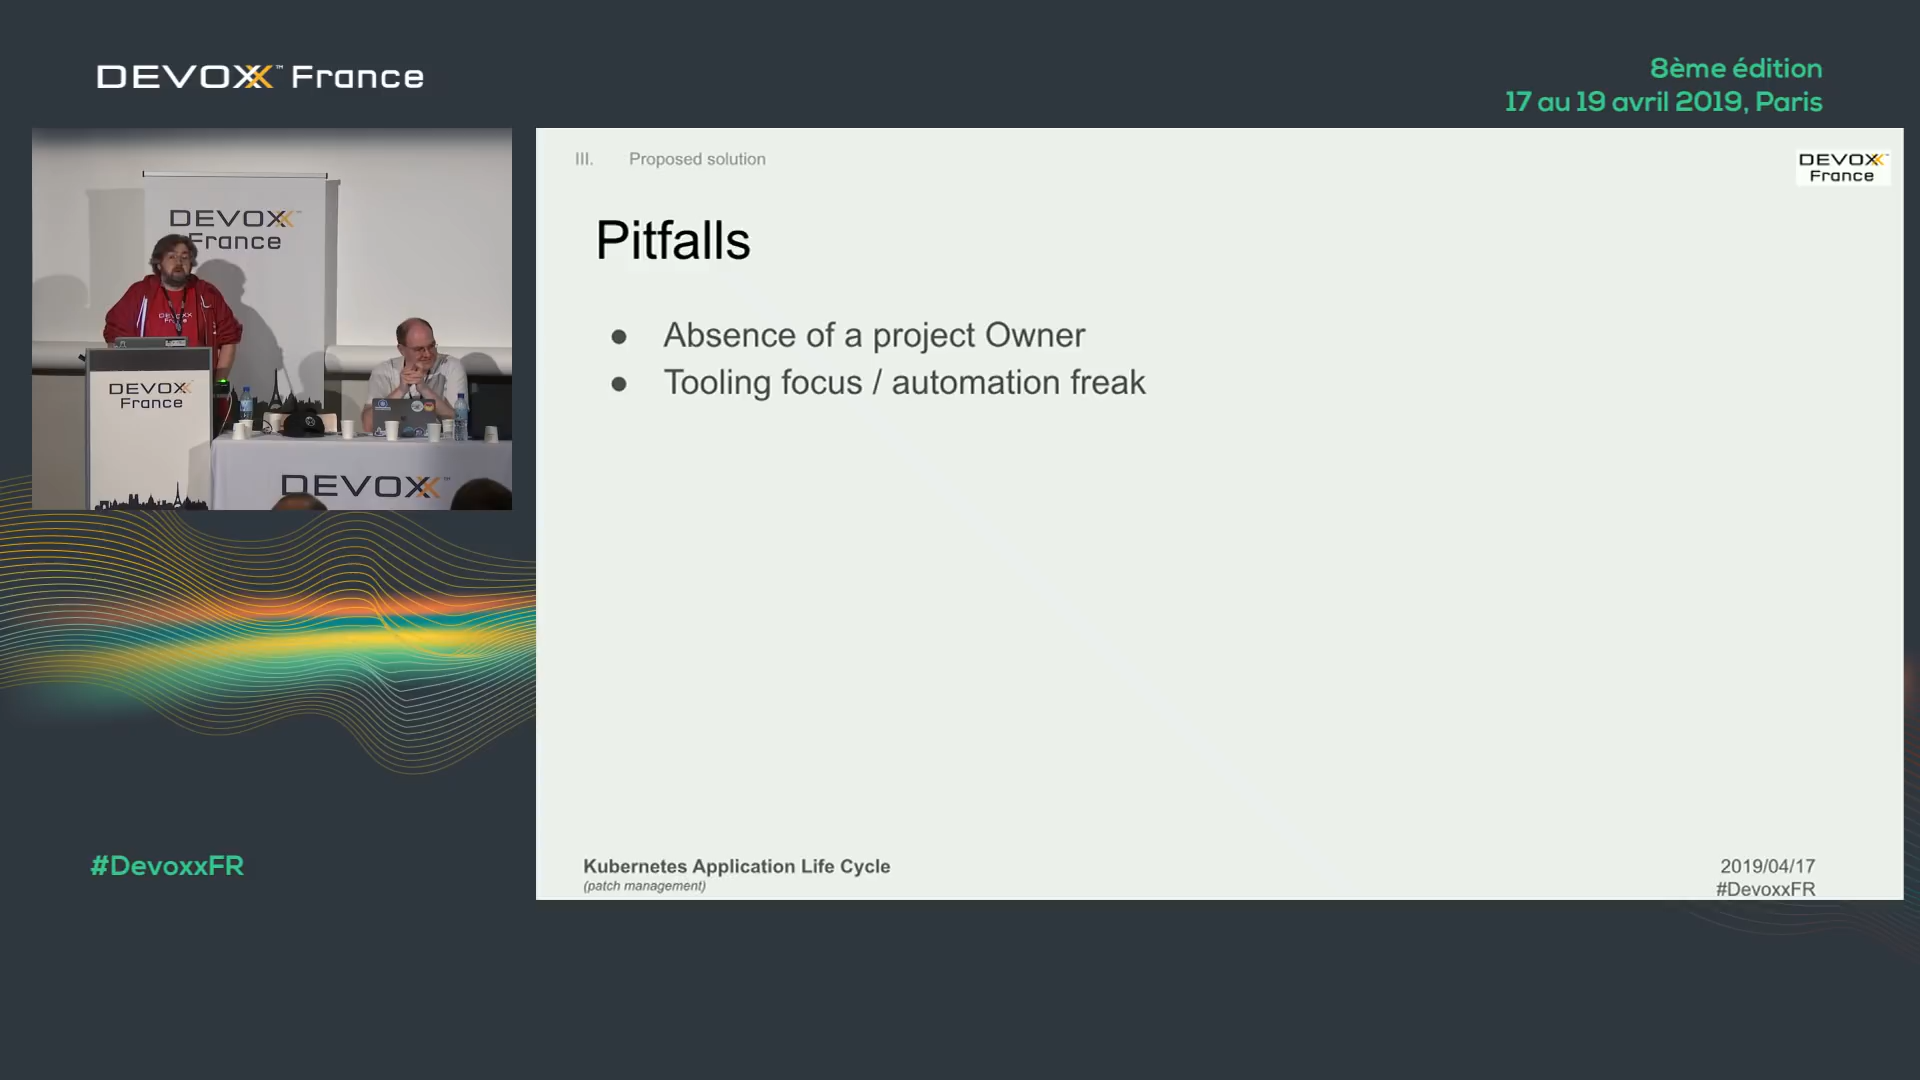 DEVOXX™ France
8ème édition
17 au 19 avril 2019, Paris
DEVOXX
France
DEVOXX
France
DEVOXX
France
DEVOXX
III. Proposed solution
DEVOXX
France
Pitfalls
● Absence of a project Owner
● Tooling focus / automation freak
Kubernetes Application Life Cycle
(patch management)
2019/04/17
#DevoxxFR
#DevoxxFR